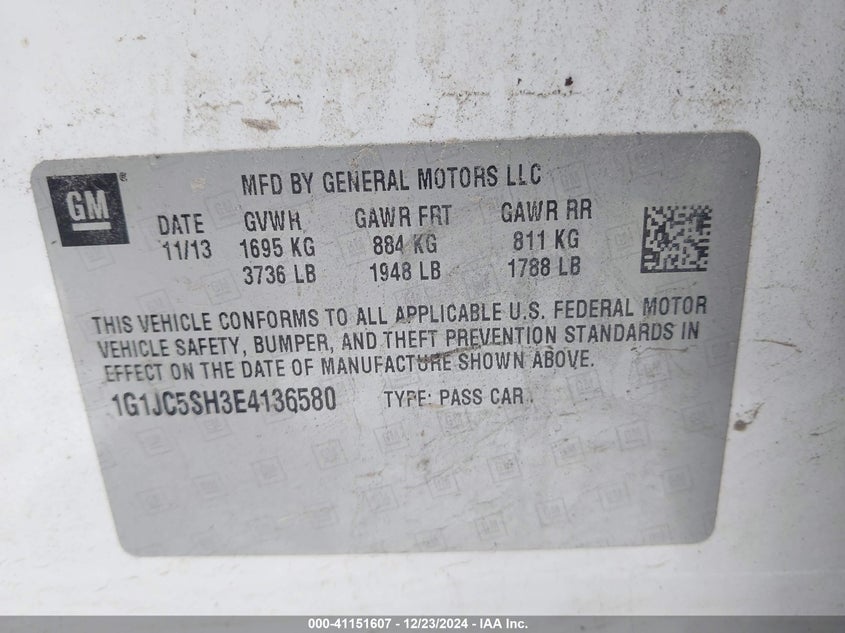 GM ® MFD BY GENERAL MOTORS LLC
DATE GVWR GAWR FRT GAWR RR
11/13 1695 KG 884 KG 811 KG
3736 LB 1948 LB 1788 LB
THIS VEHICLE CONFORMS TO ALL APPLICABLE U.S. FEDERAL MOTOR
VEHICLE SAFETY, BUMPER, AND THEFT PREVENTION STANDARDS IN
EFFECT ON THE DATE OF MANUFACTURE SHOWN ABOVE.
1G1JC5SH3E4136580 TYPE: PASS CAR
000-41151607 - 12/23/2024 - IAA Inc.